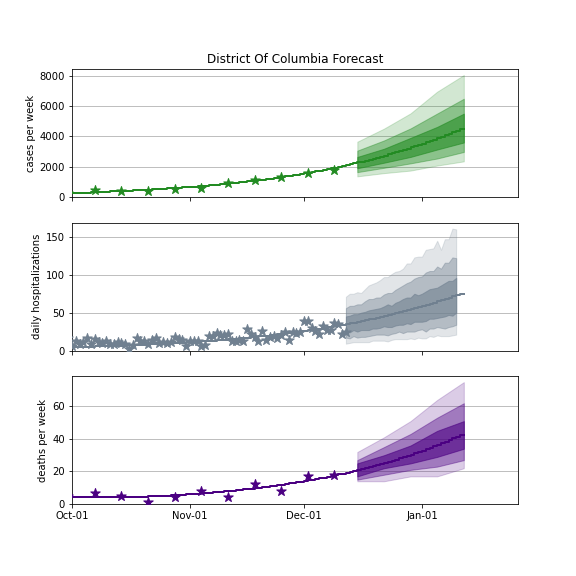 District Of Columbia Forecast
8000
6000
4000
2000
0
cases per week
150
100
50
0
daily hospitalizations
60
40
20
0
deaths per week
Oct-01 Nov-01 Dec-01 Jan-01